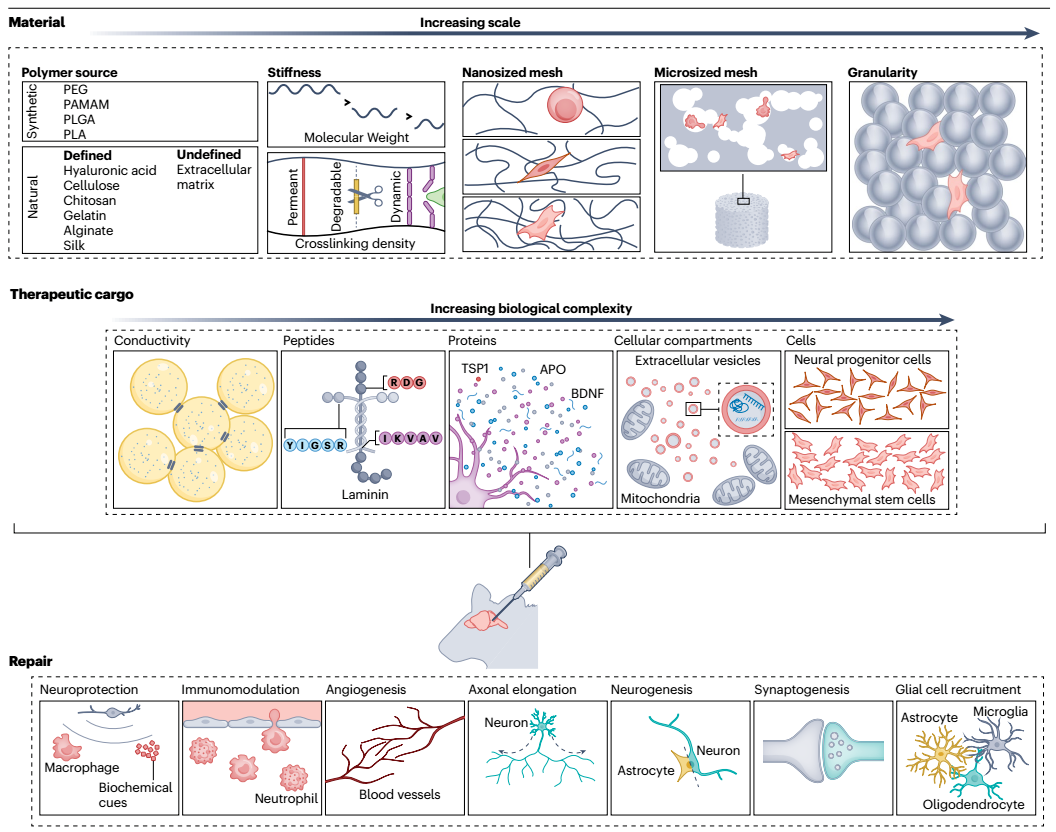 Material
Increasing scale
Polymer source
Synthetic
PEG
PAMAM
PLGA
PLA
Natural
Defined
Hyaluronic acid
Cellulose
Chitosan
Gelatin
Alginate
Silk
Undefined
Extracellular
matrix
Stiffness
> >
Molecular Weight
Permeant
Degradable
Dynamic
Crosslinking density
Nanosized mesh
Microsized mesh
Granularity
Therapeutic cargo
Increasing biological complexity
Conductivity
Peptides
R D G
Y I G S R
I K V A V
Laminin
Proteins
TSP1
APO
BDNF
Cellular compartments
Extracellular vesicles
Mitochondria
Cells
Neural progenitor cells
Mesenchymal stem cells
Repair
Neuroprotection
Macrophage
Biochemical
cues
Immunomodulation
Neutrophil
Angiogenesis
Blood vessels
Axonal elongation
Neuron
Neurogenesis
Neuron
Astrocyte
Synaptogenesis
Glial cell recruitment
Microglia
Astrocyte
Oligodendrocyte